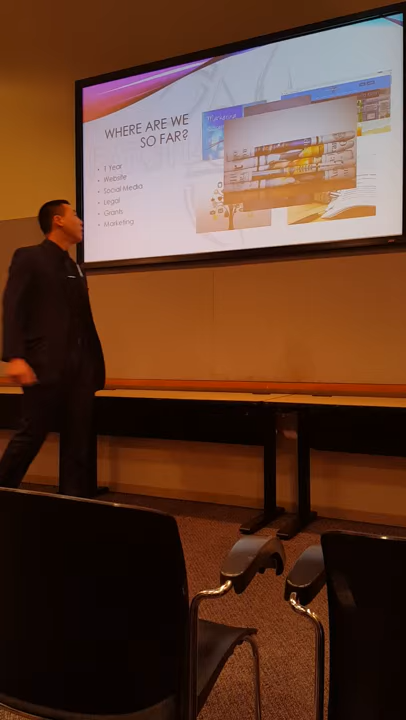 WHERE ARE WE
SO FAR?
• 1 Year
• Website
• Social Media
• Legal
• Grants
• Marketing